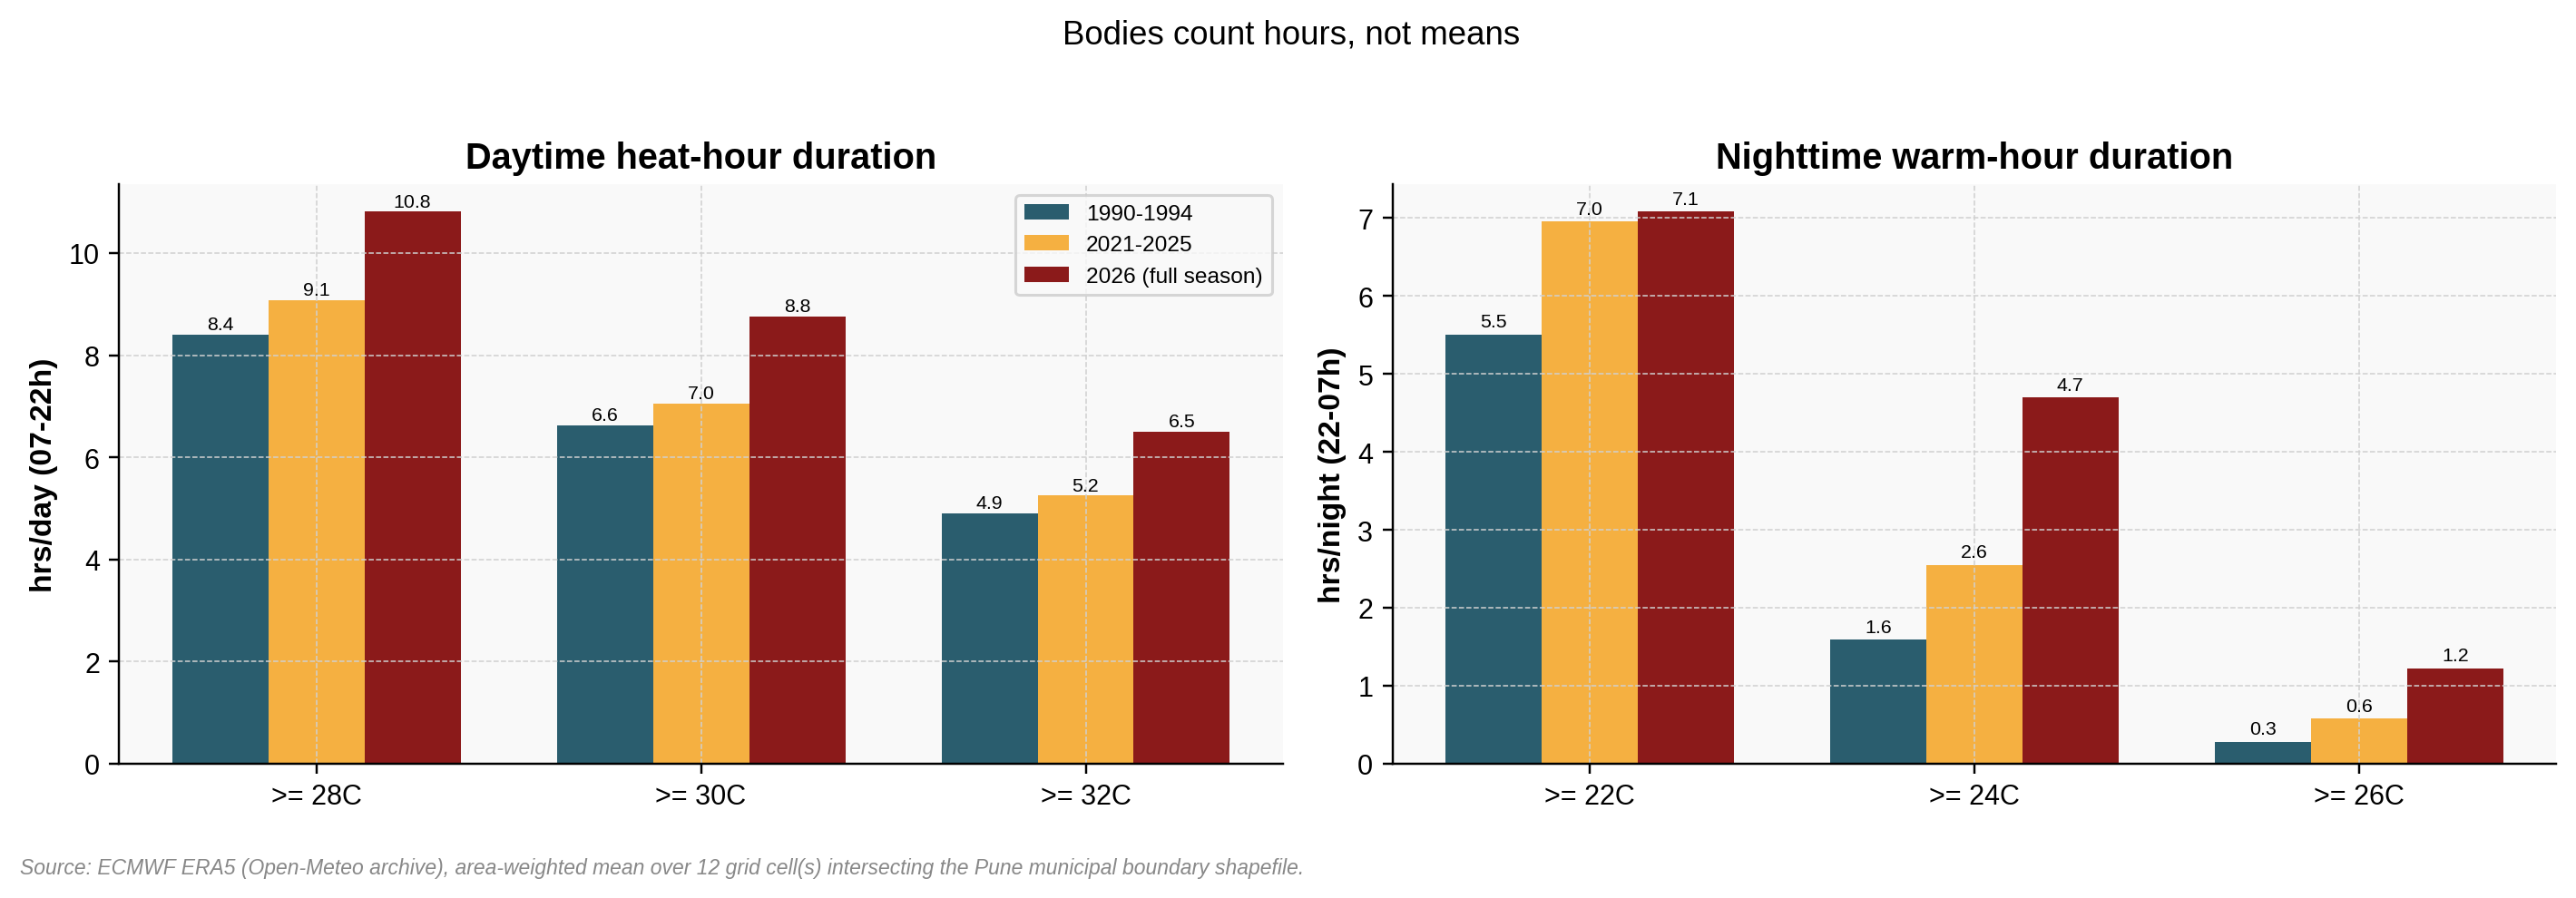 Bodies count hours, not means
Daytime heat-hour duration
hrs/day (07-22h)
10
8
6
4
2
0
8.4
9.1
10.8
6.6
7.0
8.8
4.9
5.2
6.5
1990-1994
2021-2025
2026 (full season)
>= 28C
>= 30C
>= 32C
Nighttime warm-hour duration
hrs/night (22-07h)
7
6
5
4
3
2
1
0
5.5
7.0
7.1
1.6
2.6
4.7
0.3
0.6
1.2
>= 22C
>= 24C
>= 26C
Source: ECMWF ERA5 (Open-Meteo archive), area-weighted mean over 12 grid cell(s) intersecting the Pune municipal boundary shapefile.